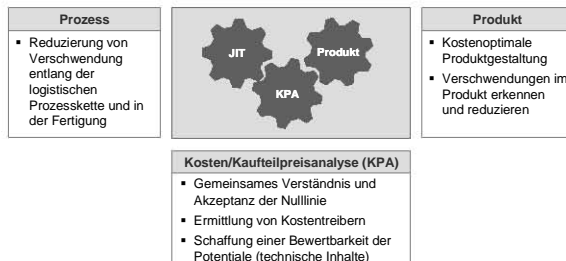 Prozess
▪ Reduzierung von
Verschwendung
entlang der
logistischen
Prozesskette und in
der Fertigung
JIT
Produkt
KPA
Produkt
▪ Kostenoptimale
Produktgestaltung
▪ Verschwendungen im
Produkt erkennen
und reduzieren
Kosten/Kaufteilpreisanalyse (KPA)
▪ Gemeinsames Verständnis und
Akzeptanz der Nulllinie
▪ Ermittlung von Kostentreibern
▪ Schaffung einer Bewertbarkeit der
Potentiale (technische Inhalte)